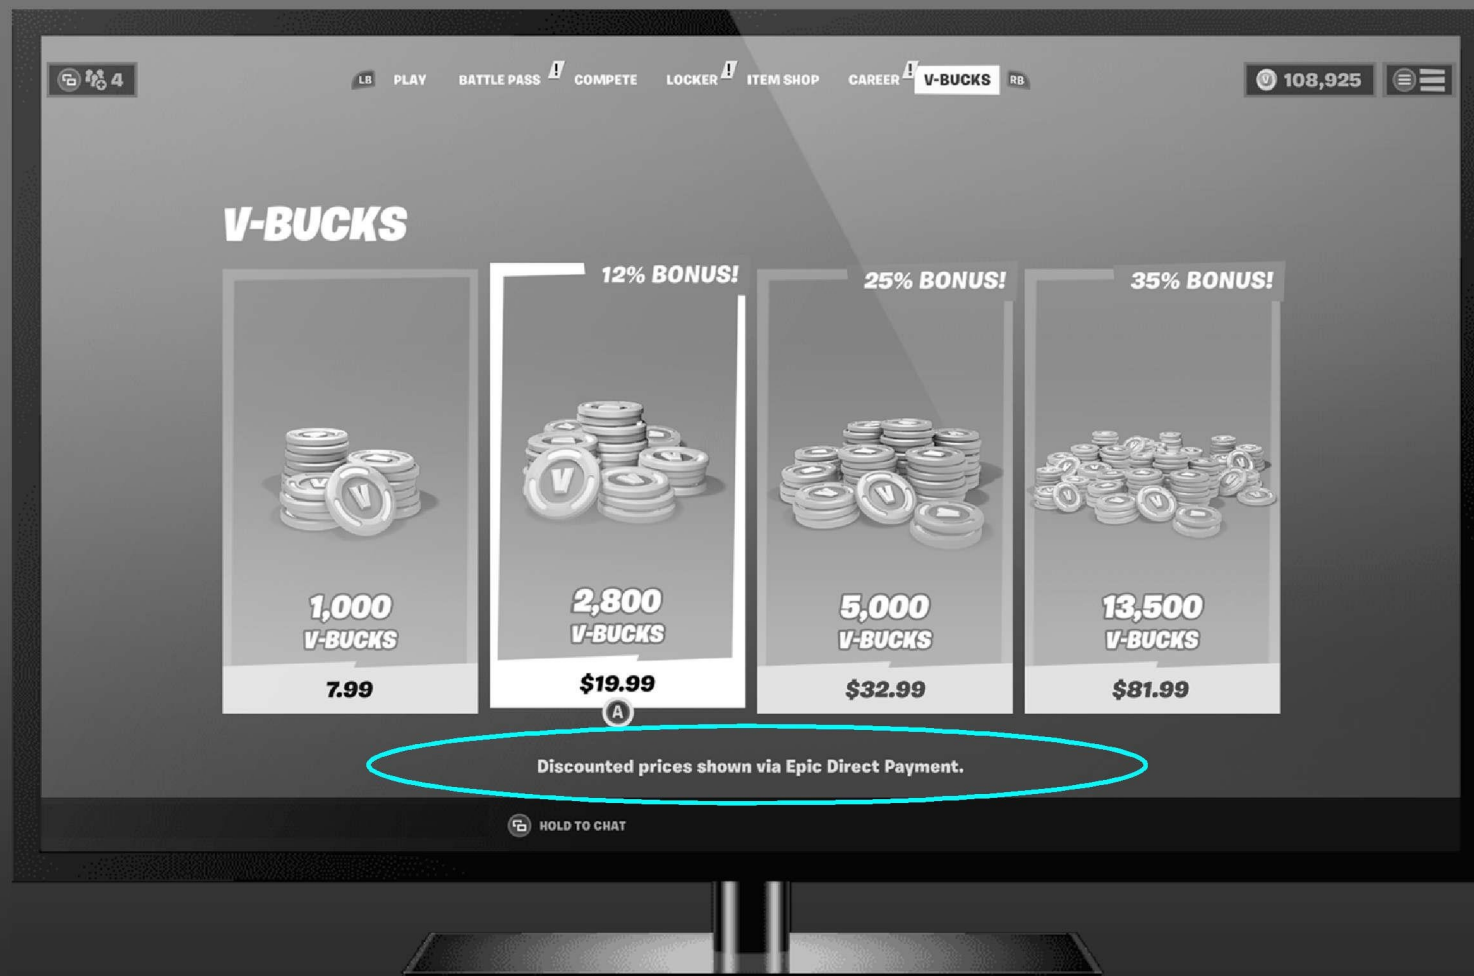 4
LB PLAY BATTLE PASS ! COMPETE LOCKER ! ITEM SHOP CAREER ! V-BUCKS RB
108,925
V-BUCKS
12% BONUS!
25% BONUS!
35% BONUS!
V
V
V
V
1,000
V-BUCKS
2,800
V-BUCKS
5,000
V-BUCKS
13,500
V-BUCKS
7.99
$19.99
$32.99
$81.99
A
Discounted prices shown via Epic Direct Payment.
HOLD TO CHAT